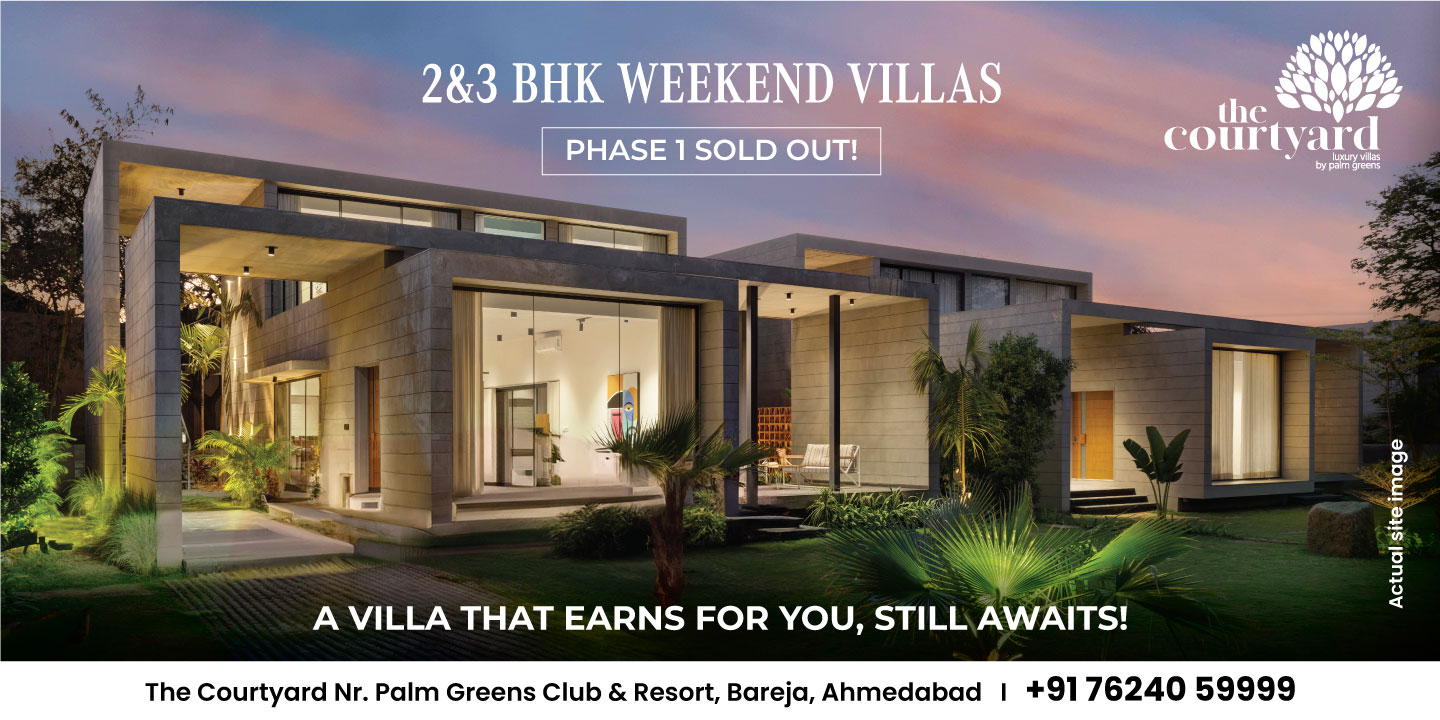 2&3 BHK WEEKEND VILLAS
PHASE 1 SOLD OUT!
the
courtyard
luxury villas
by palm greens
Actual site image
A VILLA THAT EARNS FOR YOU, STILL AWAITS!
The Courtyard Nr. Palm Greens Club & Resort, Bareja, Ahmedabad I +91 76240 59999